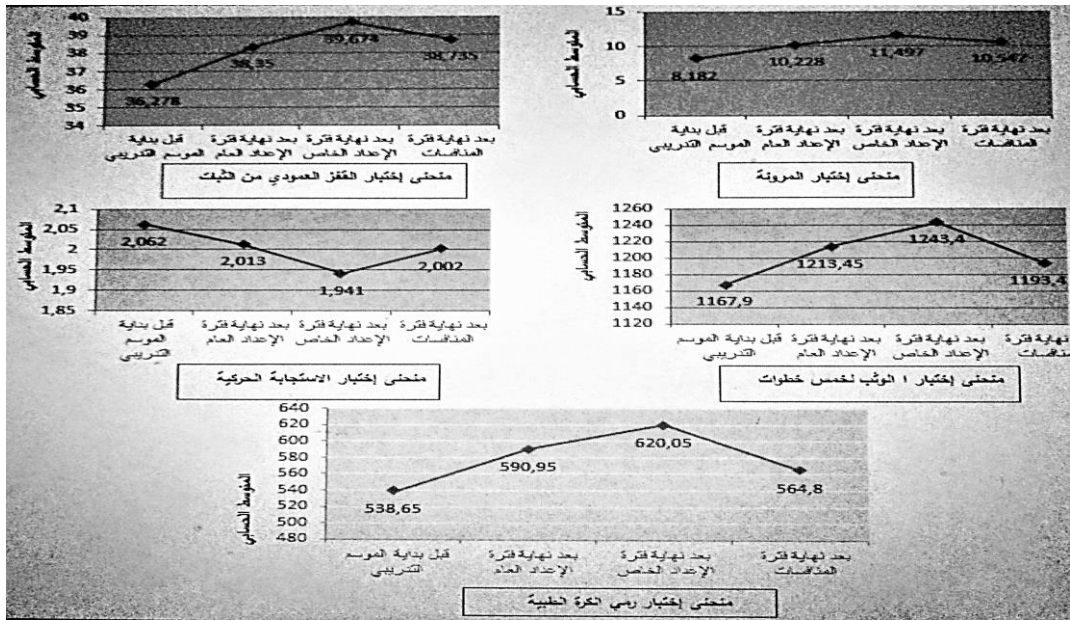 المتوسط الحسابي
40
39
38
37
36
35
34
36,278
38,35
39,674
38,735
قبل بداية الموسم التدريبي
بعد نهاية فترة الإعداد العام
بعد نهاية فترة الإعداد الخاص
بعد نهاية فترة المنافسات
منحنى إختبار القفز العمودي من الثبات
المتوسط الحسابي
15
10
5
0
8,182
10,228
11,497
10,542
قبل بداية الموسم التدريبي
بعد نهاية فترة الإعداد العام
بعد نهاية فترة الإعداد الخاص
بعد نهاية فترة المنافسات
منحنى إختبار المرونة
المتوسط الحسابي
2,1
2,05
2
1,95
1,9
1,85
2,062
2,013
1,941
2,002
قبل بداية
الموسم
التدريبي
بعد نهاية فترة
الإعداد العام
بعد نهاية فترة
الإعداد الخاص
بعد نهاية فترة
المنافسات
منحنى إختبار الاستجابة الحركية
المتوسط الحسابي
1260
1240
1220
1200
1180
1160
1140
1120
1167,9
1213,45
1243,4
1193,4
قبل بداية الموسم
التدريبي
بعد نهاية فترة
الإعداد العام
بعد نهاية فترة
الإعداد الخاص
نهاية فترة
منافسات
منحنى إختبار ا الوثب لخمس خطوات
المتوسط الحسابي
640
620
600
580
560
540
520
500
480
538,65
590,95
620,05
564,8
قبل بداية الموسم
التدريبي
بعد نهاية فترة
الإعداد العام
بعد نهاية فترة
الإعداد الخاص
بعد نهاية فترة
المنافسات
منحنى إختبار رمي الكرة الطبية